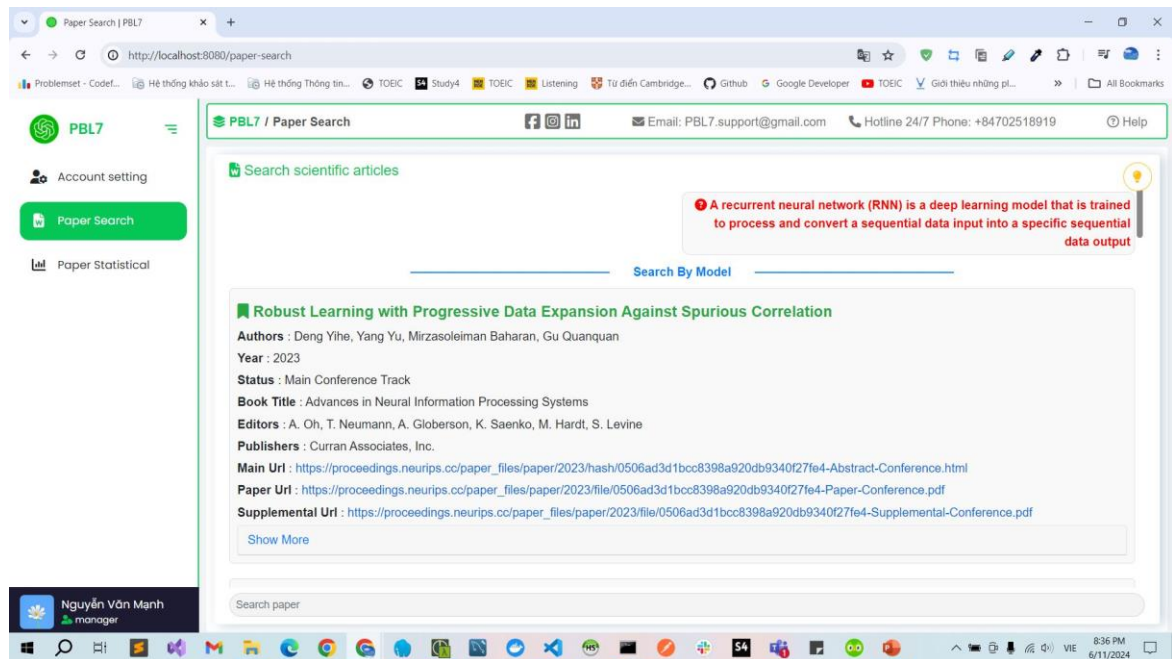 Paper Search | PBL7
http://localhost:8080/paper-search
Problemset - Codef...
Hệ thống khảo sát t...
Hệ thống Thông tin...
TOEIC
S4 Study4
TOEIC
Listening
Từ điển Cambridge...
Github
Google Developer
TOEIC
Giới thiệu những pl...
All Bookmarks
PBL7
PBL7 / Paper Search
Email: PBL7.support@gmail.com
Hotline 24/7 Phone: +84702518919
Help
Account setting
Paper Search
Paper Statistical
Search scientific articles
A recurrent neural network (RNN) is a deep learning model that is trained
to process and convert a sequential data input into a specific sequential
data output
Search By Model
Robust Learning with Progressive Data Expansion Against Spurious Correlation
Authors : Deng Yihe, Yang Yu, Mirzasoleiman Baharan, Gu Quanquan
Year : 2023
Status : Main Conference Track
Book Title : Advances in Neural Information Processing Systems
Editors : A. Oh, T. Neumann, A. Globerson, K. Saenko, M. Hardt, S. Levine
Publishers : Curran Associates, Inc.
Main Url : https://proceedings.neurips.cc/paper_files/paper/2023/hash/0506ad3d1bcc8398a920db9340f27fe4-Abstract-Conference.html
Paper Url : https://proceedings.neurips.cc/paper_files/paper/2023/file/0506ad3d1bcc8398a920db9340f27fe4-Paper-Conference.pdf
Supplemental Url : https://proceedings.neurips.cc/paper_files/paper/2023/file/0506ad3d1bcc8398a920db9340f27fe4-Supplemental-Conference.pdf
Show More
Search paper
Nguyễn Văn Mạnh
manager
S4
VIE
8:36 PM
6/11/2024